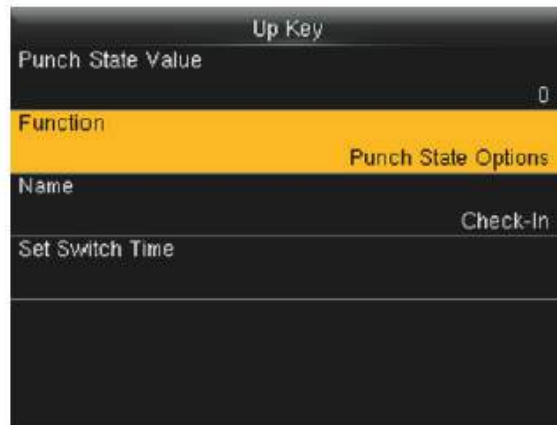 Up Key
Punch State Value
0
Function
Punch State Options
Name
Check-In
Set Switch Time